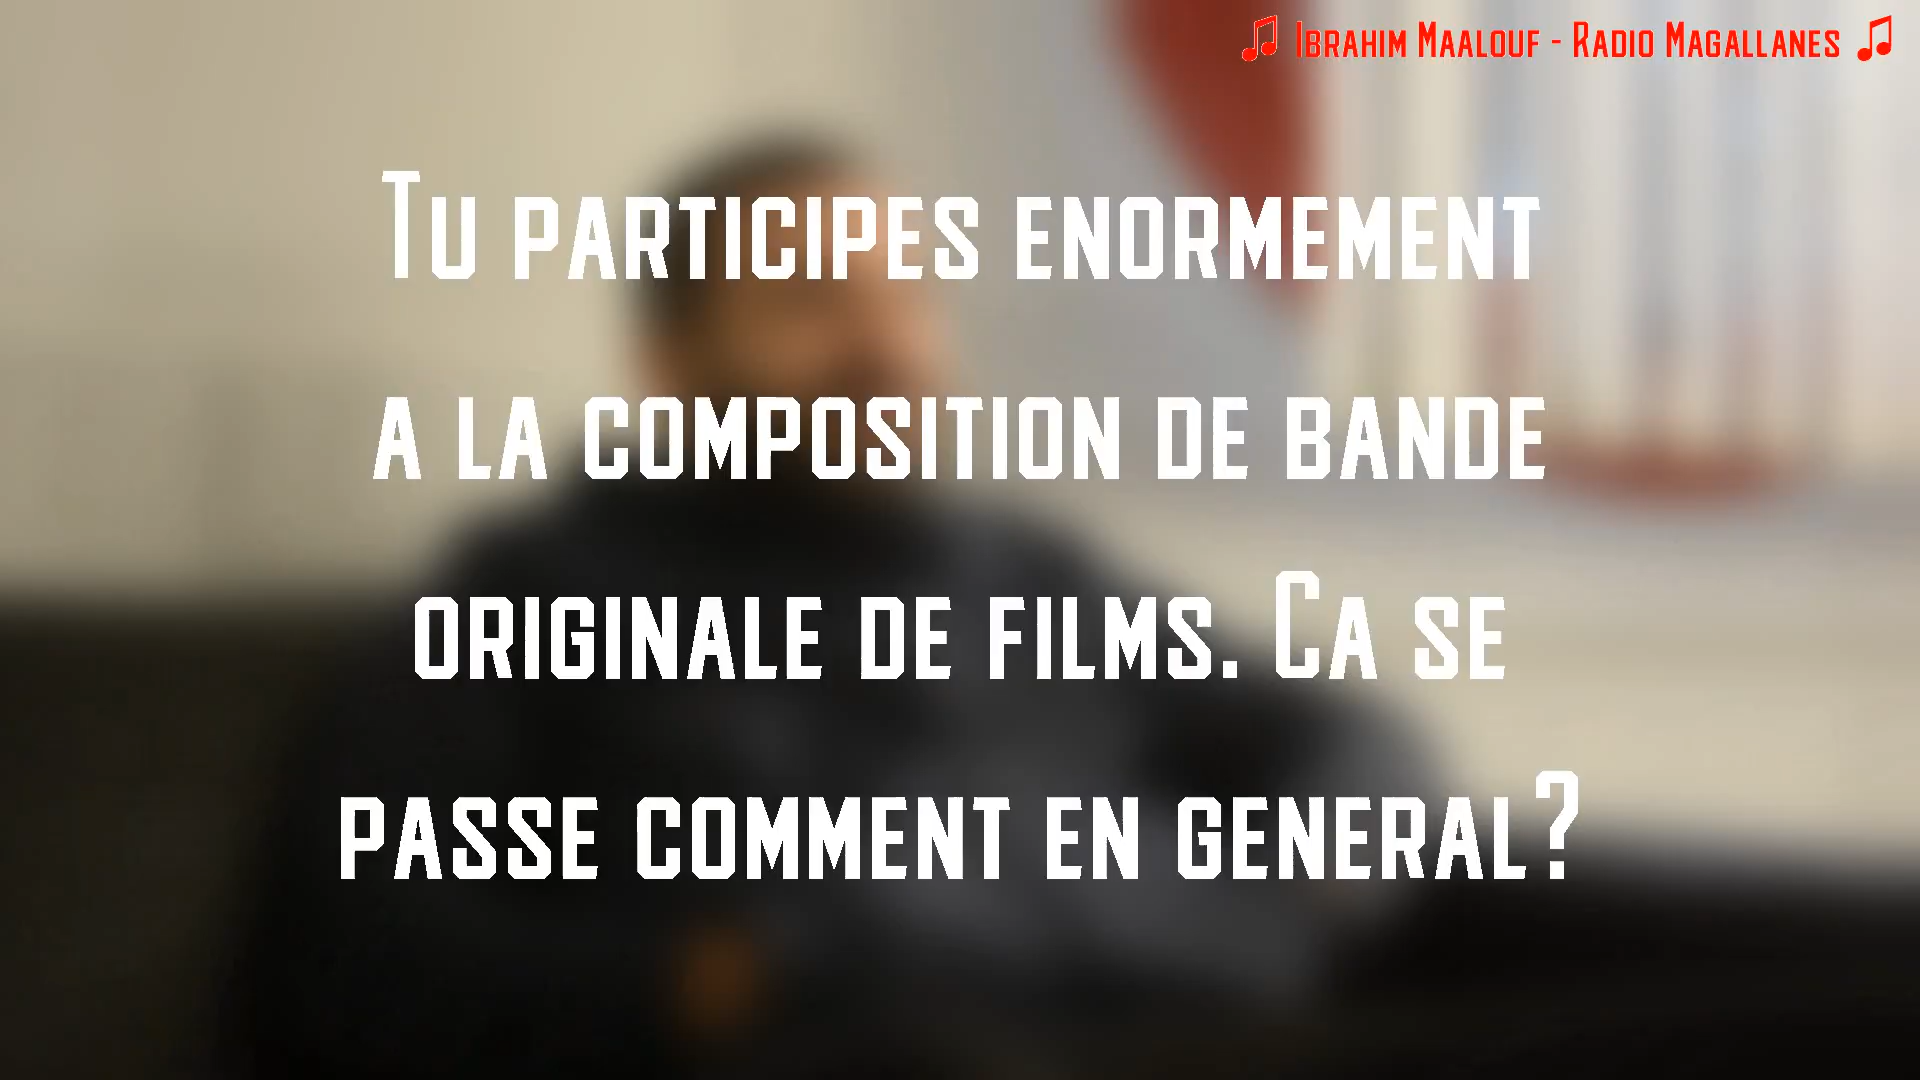 ♫ Ibrahim Maalouf - Radio Magallanes ♫
Tu participes enormement
a la composition de bande
originale de films. Ca se
passe comment en general?